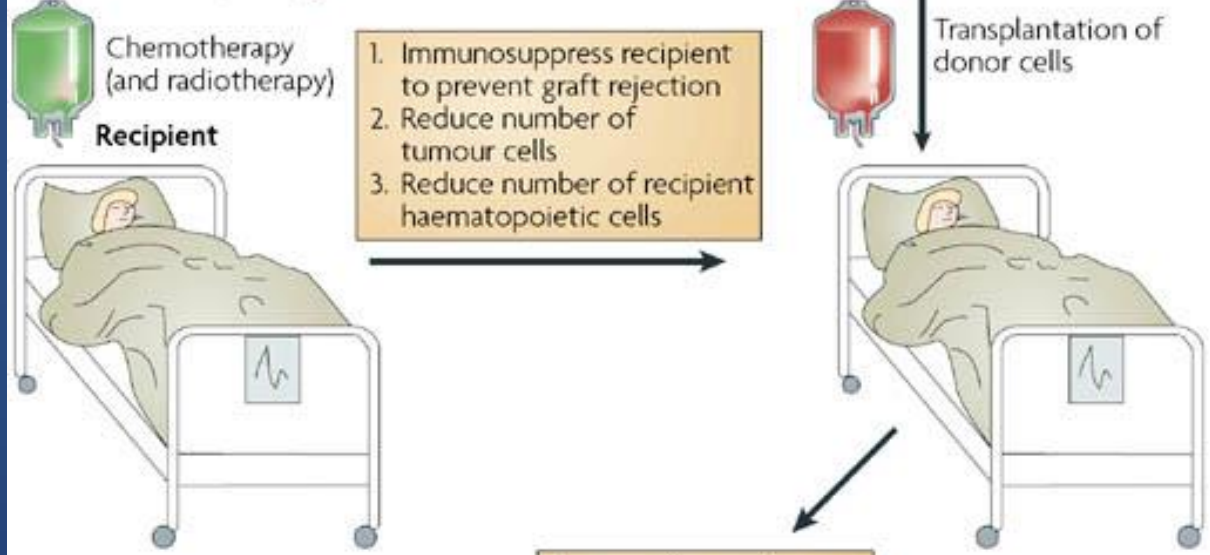 Chemotherapy
(and radiotherapy)
Recipient
1. Immunosuppress recipient
to prevent graft rejection
2. Reduce number of
tumour cells
3. Reduce number of recipient
haematopoietic cells
Transplantation of
donor cells